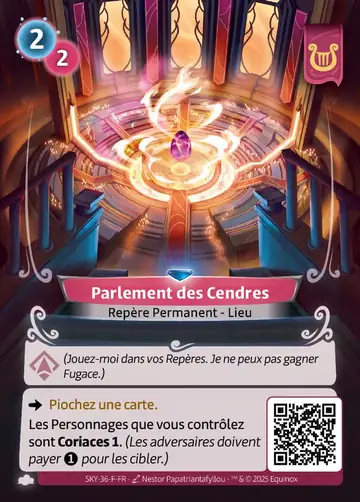 2
2
Parlement des Cendres
Repère Permanent - Lieu
(Jouez-moi dans vos Repères. Je ne peux pas gagner
Fugace.)
➜ Piochez une carte.
Les Personnages que vous contrôlez
sont Coriaces 1. (Les adversaires doivent
payer ❶ pour les cibler.)
SKY-36-F-FR - Nestor Papatriantafyllou - ™ & © 2025 Equinox